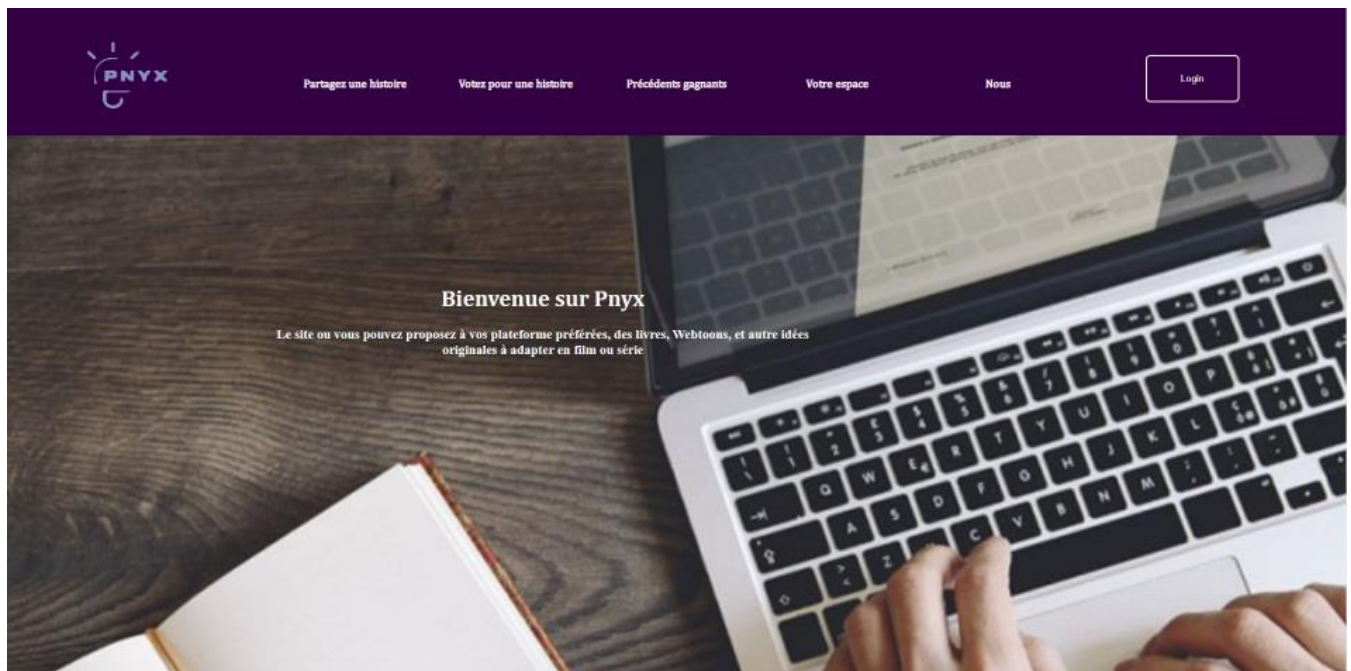 PNYX
Partagez une histoire
Votez pour une histoire
Précédents gagnants
Votre espace
Nous
Login
Bienvenue sur Pnyx
Le site ou vous pouvez proposez à vos plateforme préférées, des livres, Webtoons, et autre idées
originales à adapter en film ou série